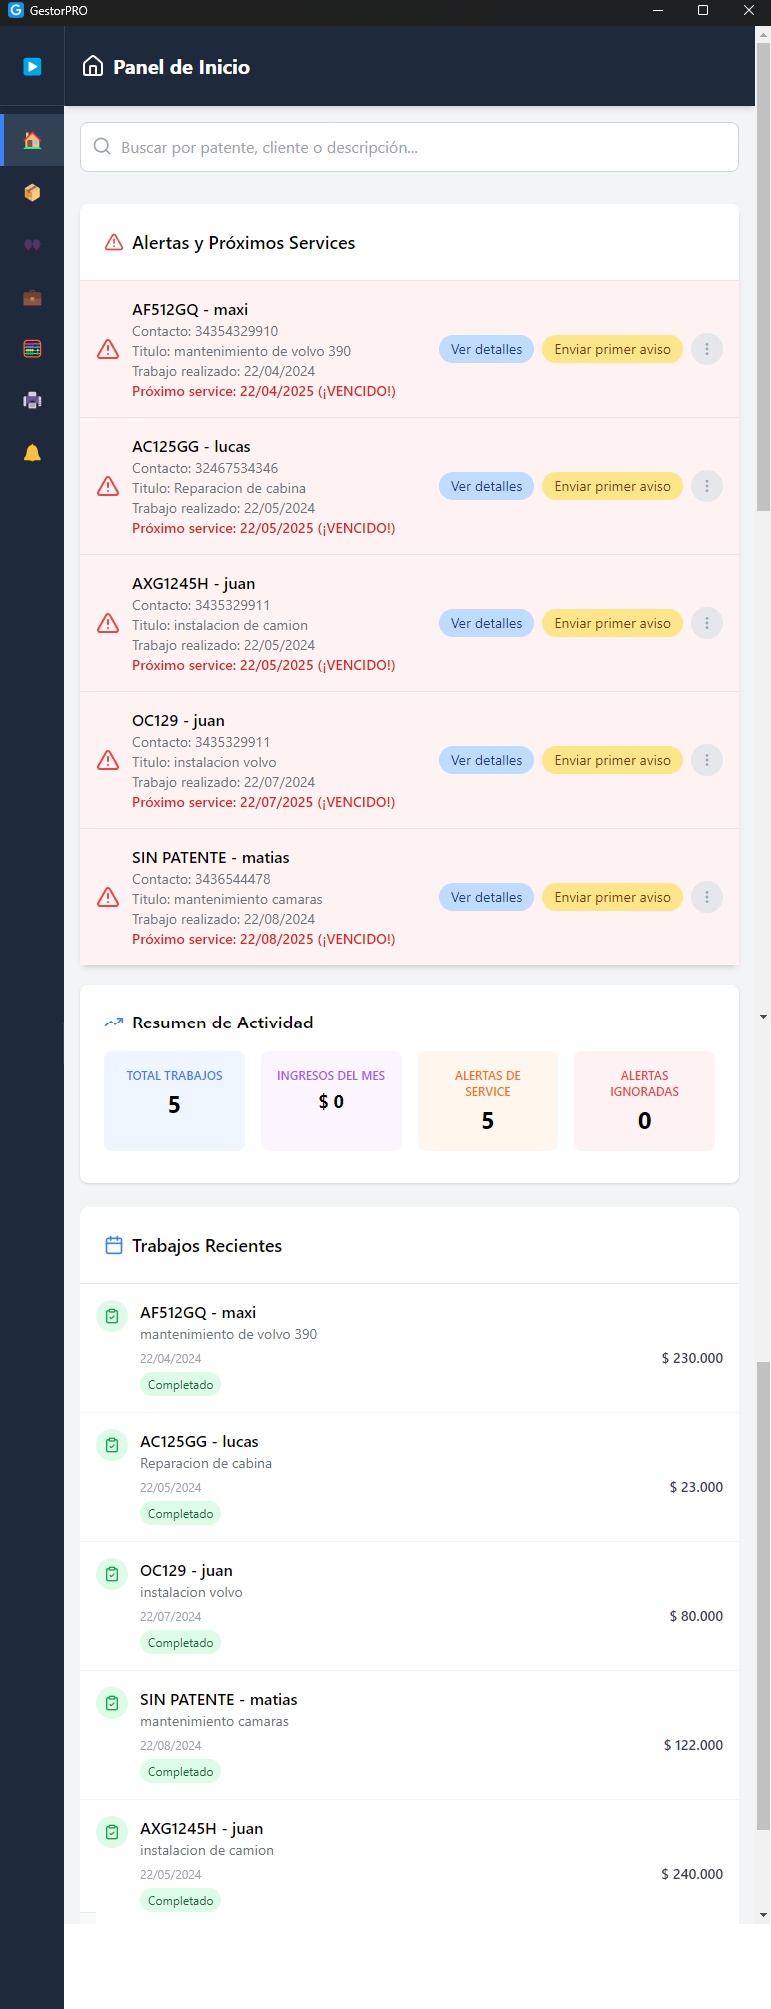 GestorPRO
Panel de Inicio
Buscar por patente, cliente o descripción...
Alertas y Próximos Services
AF512GQ - maxi
Contacto: 34354329910
Titulo: mantenimiento de volvo 390
Trabajo realizado: 22/04/2024
Próximo service: 22/04/2025 (¡VENCIDO!)
Ver detalles
Enviar primer aviso
AC125GG - lucas
Contacto: 32467534346
Titulo: Reparacion de cabina
Trabajo realizado: 22/05/2024
Próximo service: 22/05/2025 (¡VENCIDO!)
Ver detalles
Enviar primer aviso
AXG1245H - juan
Contacto: 3435329911
Titulo: instalacion de camion
Trabajo realizado: 22/05/2024
Próximo service: 22/05/2025 (¡VENCIDO!)
Ver detalles
Enviar primer aviso
OC129 - juan
Contacto: 3435329911
Titulo: instalacion volvo
Trabajo realizado: 22/07/2024
Próximo service: 22/07/2025 (¡VENCIDO!)
Ver detalles
Enviar primer aviso
SIN PATENTE - matias
Contacto: 3436544478
Titulo: mantenimiento camaras
Trabajo realizado: 22/08/2024
Próximo service: 22/08/2025 (¡VENCIDO!)
Ver detalles
Enviar primer aviso
Resumen de Actividad
TOTAL TRABAJOS
5
INGRESOS DEL MES
$ 0
ALERTAS DE
SERVICE
5
ALERTAS
IGNORADAS
0
Trabajos Recientes
AF512GQ - maxi
mantenimiento de volvo 390
22/04/2024
Completado
$ 230.000
AC125GG - lucas
Reparacion de cabina
22/05/2024
Completado
$ 23.000
OC129 - juan
instalacion volvo
22/07/2024
Completado
$ 80.000
SIN PATENTE - matias
mantenimiento camaras
22/08/2024
Completado
$ 122.000
AXG1245H - juan
instalacion de camion
22/05/2024
Completado
$ 240.000